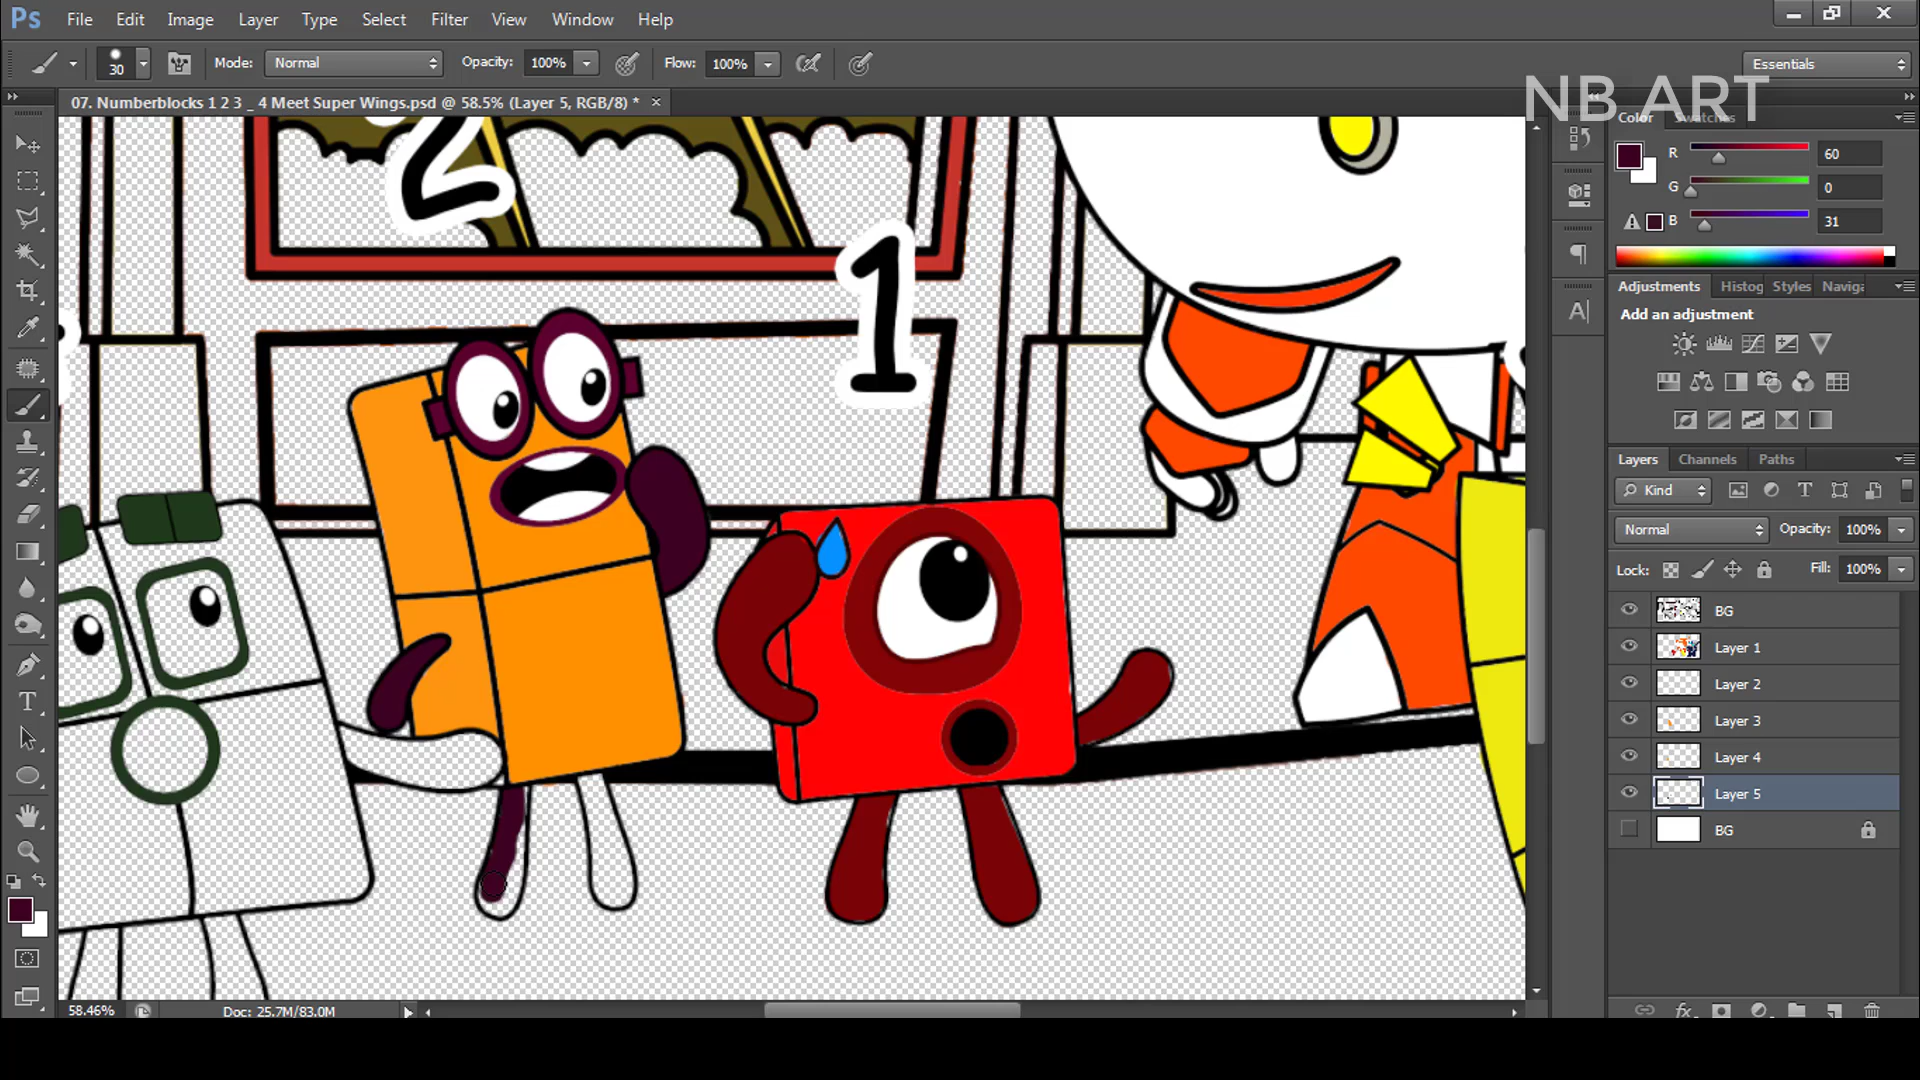 Ps File Edit Image Layer Type Select Filter View Window Help
30 Mode: Normal Opacity: 100% Flow: 100% Essentials
07. Numberblocks 1 2 3 _ 4 Meet Super Wings.psd @ 58.5% (Layer 5, RGB/8) * ×
NB ART
Color Swatches
R 60
G 0
B 31
Adjustments Histog Styles Naviga
Add an adjustment
Layers Channels Paths
Kind
Normal Opacity: 100%
Lock: Fill: 100%
BG
Layer 1
Layer 2
Layer 3
Layer 4
Layer 5
BG
2
1
58.46% Doc: 25.7M/83.0M